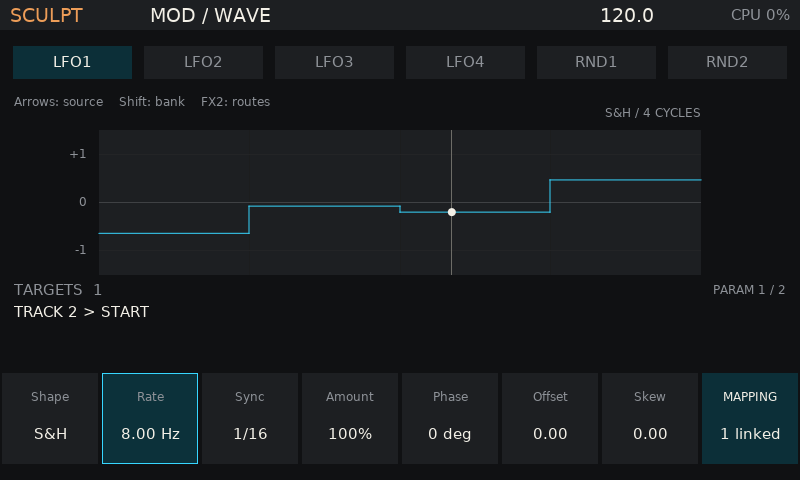 SCULPT MOD / WAVE 120.0 CPU 0%
LFO1 LFO2 LFO3 LFO4 RND1 RND2
Arrows: source Shift: bank FX2: routes
S&H / 4 CYCLES
+1
0
-1
TARGETS 1 PARAM 1 / 2
TRACK 2 > START
Shape Rate Sync Amount Phase Offset Skew MAPPING
S&H 8.00 Hz 1/16 100% 0 deg 0.00 0.00 1 linked